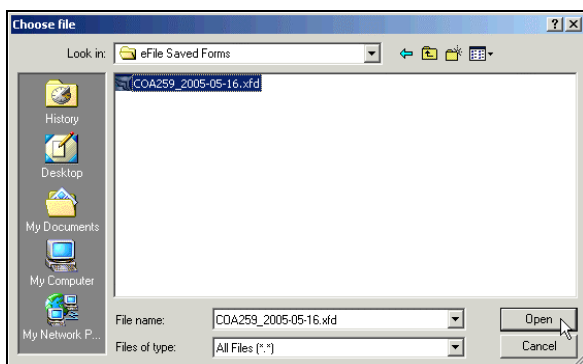 Choose file
Look in: eFile Saved Forms
COA259_2005-05-16.xfd
History
Desktop
My Documents
My Computer
My Network P...
File name: COA259_2005-05-16.xfd Open
Files of type: All Files (*.*) Cancel